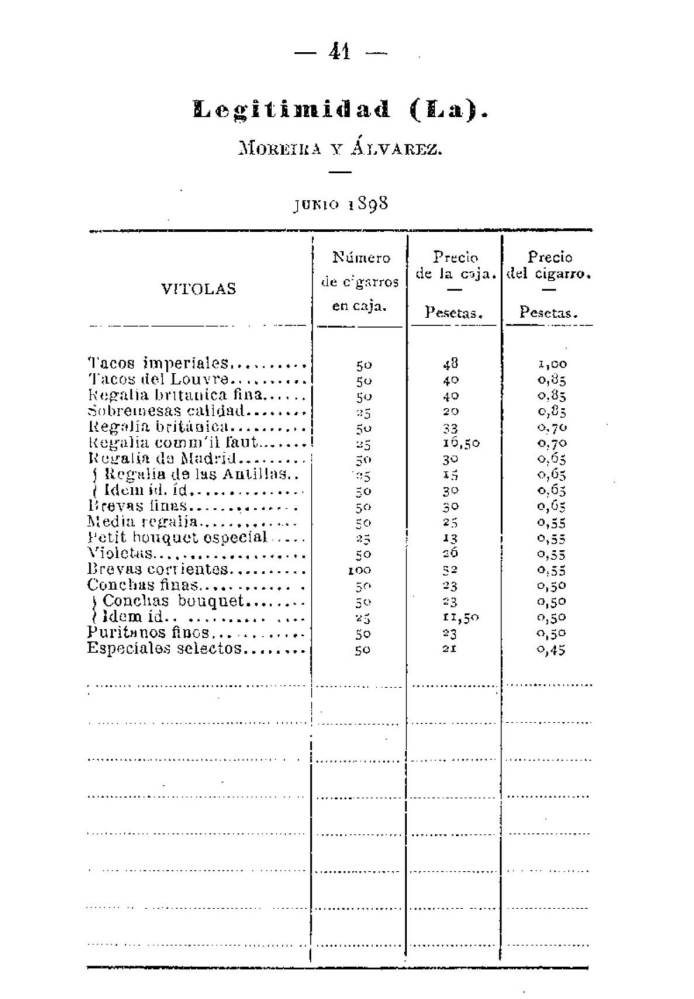 — 41 —
Legitimidad (La).
MOREIRA Y ÁLVAREZ.
JUNIO 1898
VITOLAS
Número de cigarros en caja.
Precio de la caja. — Pesetas.
Precio del cigarro. — Pesetas.
Tacos imperiales.......... 50 48 1,00
Tacos del Louvre.......... 50 40 0,85
Regalia britanica fina...... 50 40 0,85
Sobremesas calidad........ 25 20 0,85
Regalía británica.......... 50 33 0,70
Regalia comm'il faut....... 25 16,50 0,70
Regalía de Madrid......... 50 30 0,65
{ Regalia de las Antillas.. 25 15 0,65
{ Idem id. id............... 50 30 0,65
Brevas finas.............. 50 30 0,65
Media regalia............. 50 25 0,55
Petit bouquet especial ..... 25 13 0,55
Violetas..................... 50 26 0,55
Brevas corrientes.......... 100 52 0,55
Conchas finas............. 50 23 0,50
{ Conchas bouquet........ 50 23 0,50
{ Idem id.. .......... .... 25 11,50 0,50
Puritanos finos............ 50 23 0,50
Especiales selectos........ 50 21 0,45